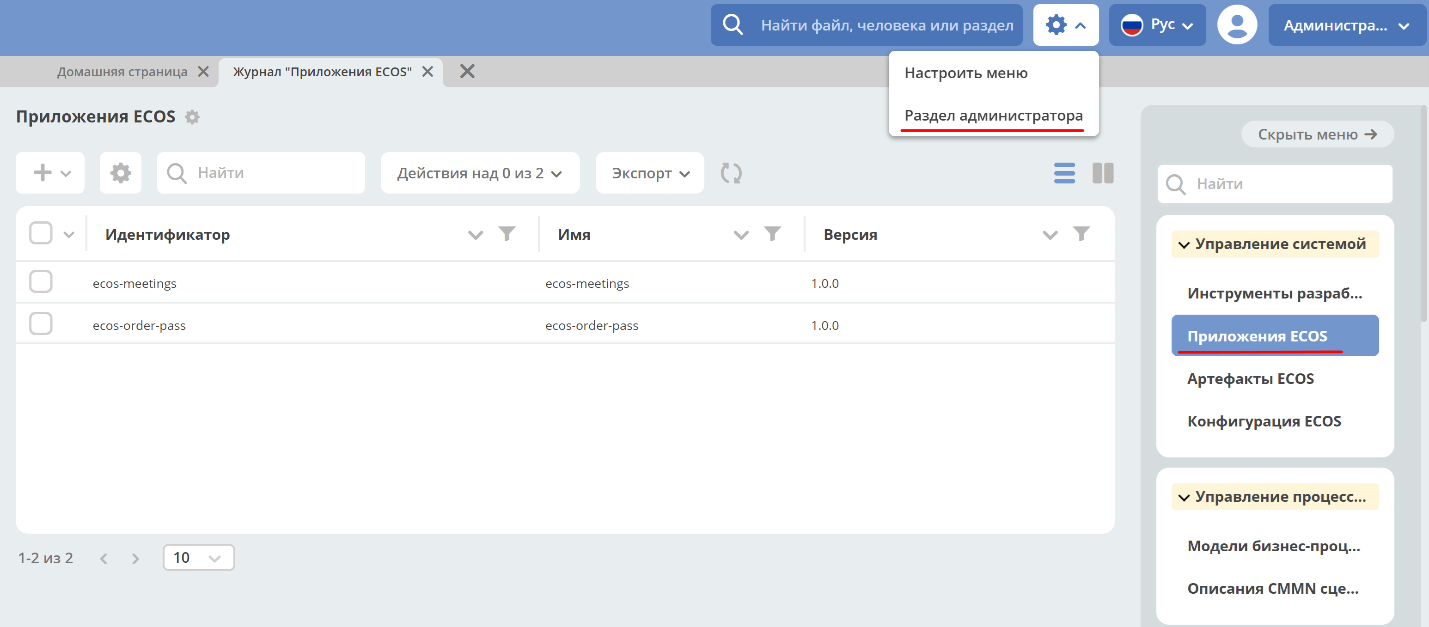 Найти файл, человека или раздел
Рус
Администра...
Домашняя страница
Журнал "Приложения ECOS"
Настроить меню
Раздел администратора
Приложения ECOS
Найти
Действия над 0 из 2
Экспорт
Идентификатор Имя Версия
ecos-meetings ecos-meetings 1.0.0
ecos-order-pass ecos-order-pass 1.0.0
1-2 из 2
10
Скрыть меню
Найти
Управление системой
Инструменты разраб...
Приложения ECOS
Артефакты ECOS
Конфигурация ECOS
Управление процесс...
Модели бизнес-проц...
Описания CMMN сце...